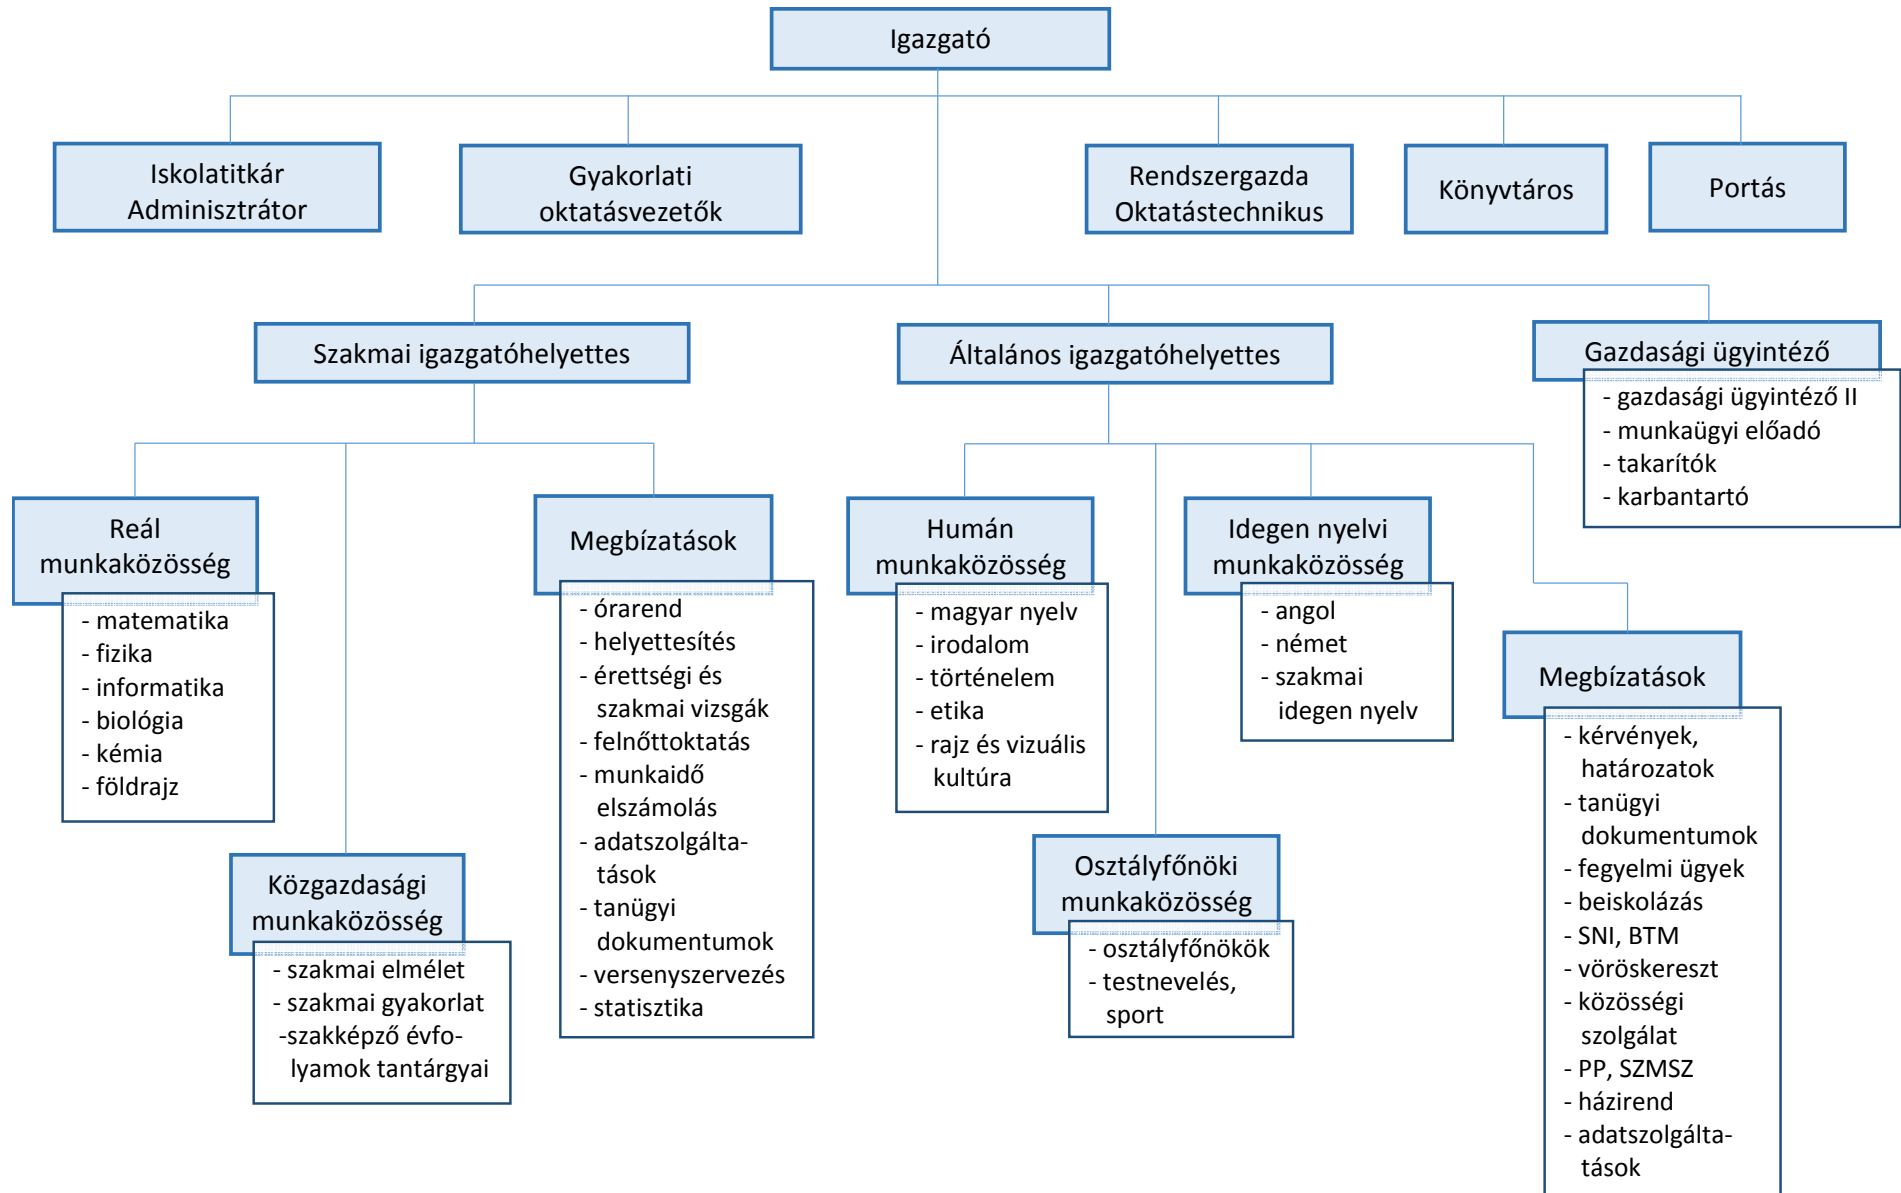 Igazgató
Iskolatitkár
Adminisztrátor
Gyakorlati
oktatásvezetők
Rendszergazda
Oktatástechnikus
Könyvtáros
Portás
Szakmai igazgatóhelyettes
Általános igazgatóhelyettes
Gazdasági ügyintéző
- gazdasági ügyintéző II
- munkaügyi előadó
- takarítók
- karbantartó
Reál
munkaközösség
- matematika
- fizika
- informatika
- biológia
- kémia
- földrajz
Közgazdasági
munkaközösség
- szakmai elmélet
- szakmai gyakorlat
-szakképző évfo-
lyamok tantárgyai
Megbízatások
- órarend
- helyettesítés
- érettségi és
szakmai vizsgák
- felnőttoktatás
- munkaidő
elszámolás
- adatszolgálta-
tások
- tanügyi
dokumentumok
- versenyszervezés
- statisztika
Humán
munkaközösség
- magyar nyelv
- irodalom
- történelem
- etika
- rajz és vizuális
kultúra
Osztályfőnöki
munkaközösség
- osztályfőnökök
- testnevelés,
sport
Idegen nyelvi
munkaközösség
- angol
- német
- szakmai
idegen nyelv
Megbízatások
- kérvények,
határozatok
- tanügyi
dokumentumok
- fegyelmi ügyek
- beiskolázás
- SNI, BTM
- vöröskereszt
- közösségi
szolgálat
- PP, SZMSZ
- házirend
- adatszolgálta-
tások